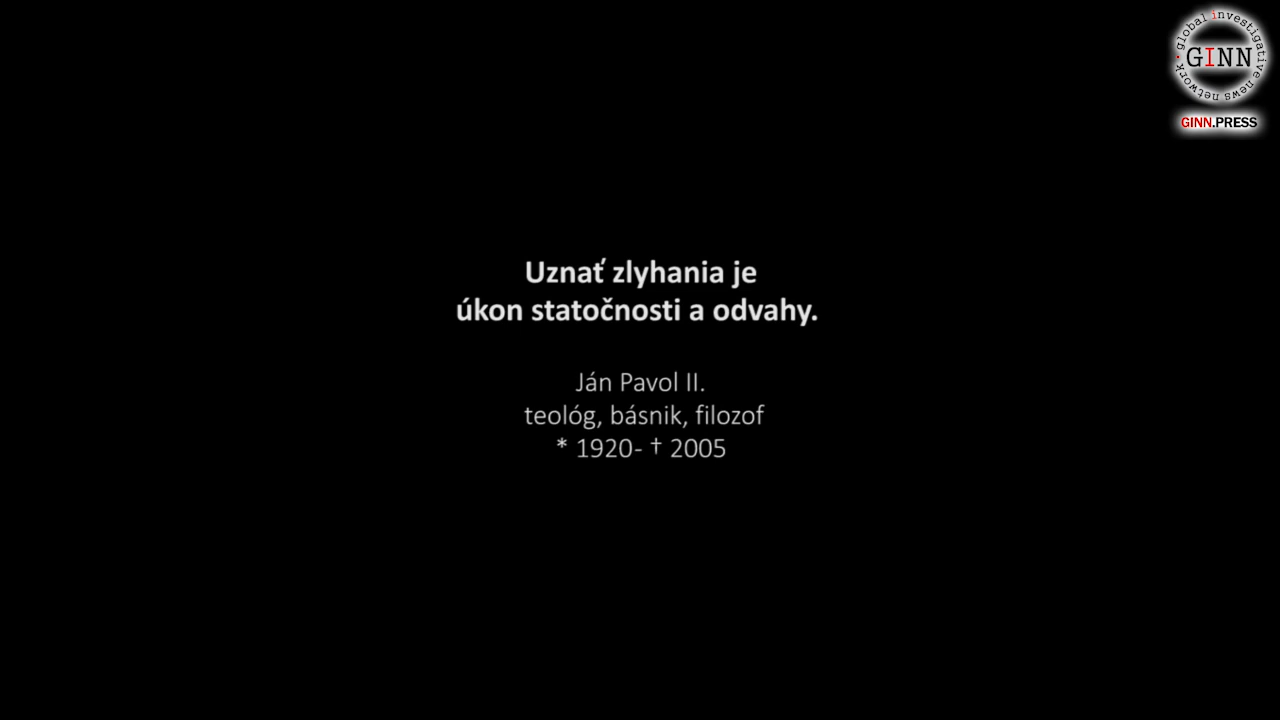 global investigative news network
GINN
GINN.PRESS
Uznať zlyhania je
úkon statočnosti a odvahy.
Ján Pavol II.
teológ, básnik, filozof
* 1920- † 2005